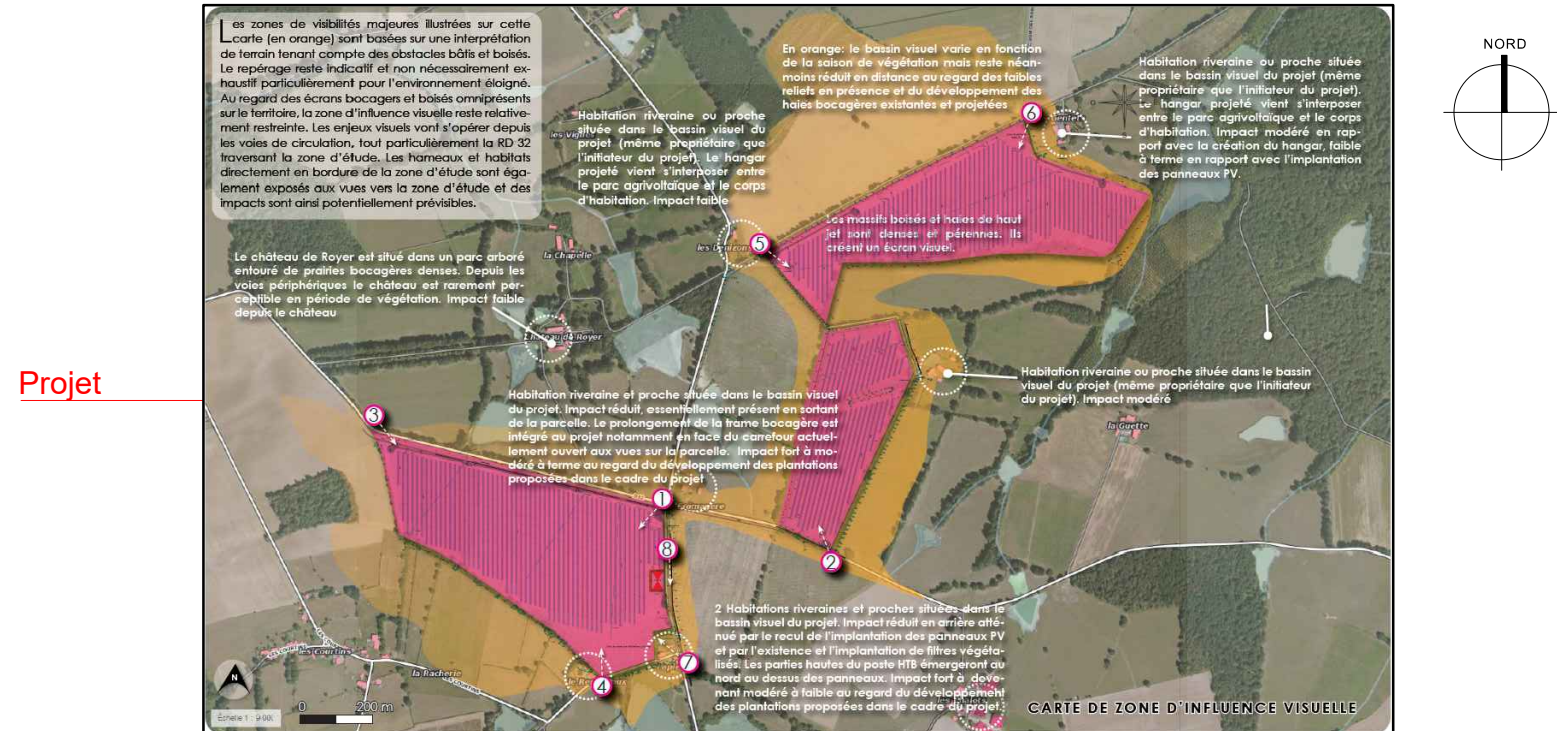 Les zones de visibilités majeures illustrées sur cette
carte (en orange) sont basées sur une interprétation
de terrain tenant compte des obstacles bâtis et boisés.
Le repérage reste indicatif et non nécessairement ex-
haustif particulièrement pour l'environnement éloigné.
Au regard des écrans bocagers et boisés omniprésents
sur le territoire, la zone d'influence visuelle reste relative-
ment restreinte. Les enjeux visuels vont s'opérer depuis
les voies de circulation, tout particulièrement la RD 32
traversant la zone d'étude. Les hameaux et habitats
directement en bordure de la zone d'étude sont éga-
lement exposés aux vues vers la zone d'étude et des
impacts sont ainsi potentiellement prévisibles.
En orange: le bassin visuel varie en fonction
de la saison de végétation mais reste néan-
moins réduit en distance au regard des faibles
reliefs en présence et du développement des
haies bocagères existantes et projetées
Habitation riveraine ou proche située
dans le bassin visuel du projet (même
propriétaire que l'initiateur du projet).
Le hangar projeté vient s'interposer
entre le parc agrivoltaïque et le corps
d'habitation. Impact modéré en rap-
port avec la création du hangar, faible
à terme en rapport avec l'implantation
des panneaux PV.
NORD
Habitation riveraine ou proche
située dans le bassin visuel du
projet (même propriétaire que
l'initiateur du projet). Le hangar
projeté vient s'interposer entre
le parc agrivoltaïque et le corps
d'habitation. Impact faible
6
5
les Denizons
Les massifs boisés et haies de haut
jet sont denses et pérennes. Ils
créent un écran visuel.
la Chapelle
Le château de Royer est situé dans un parc arboré
entouré de prairies bocagères denses. Depuis les
voies périphériques le château est rarement per-
ceptible en période de végétation. Impact faible
depuis le château
Château de Royer
Projet
Habitation riveraine ou proche située dans le bassin
visuel du projet (même propriétaire que l'initiateur
du projet). Impact modéré
la Guette
Habitation riveraine et proche située dans le bassin visuel
du projet. Impact réduit, essentiellement présent en sortant
de la parcelle. Le prolongement de la trame bocagère est
intégré au projet notamment en face du carrefour actuel-
lement ouvert aux vues sur la parcelle. Impact fort à mo-
déré à terme au regard du développement des plantations
proposées dans le cadre du projet
3
1
8
2
2 Habitations riveraines et proches situées dans le
bassin visuel du projet. Impact réduit en arrière atté-
nué par le recul de l'implantation des panneaux PV
et par l'existence et l'implantation de filtres végéta-
lisés. Les parties hautes du poste HTB émergeront au
nord au dessus des panneaux. Impact fort à deve-
nant modéré à faible au regard du développement
des plantations proposées dans le cadre du projet.
7
4
les Courtins
la Racherie
N
0 200 m
CARTE DE ZONE D'INFLUENCE VISUELLE